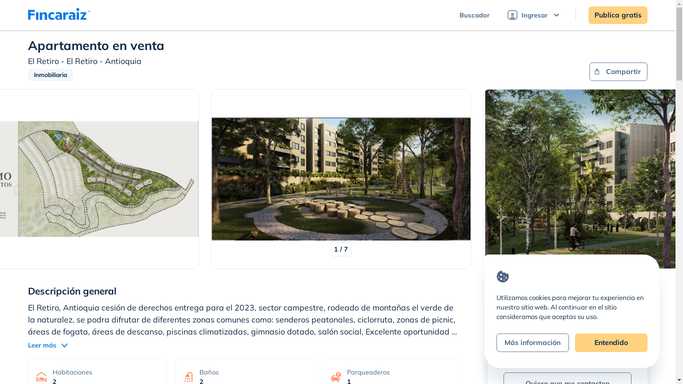 Fincaraiz
Buscador
Ingresar
Publica gratis
Apartamento en venta
El Retiro - El Retiro - Antioquia
Inmobiliaria
Compartir
1 / 7
Descripción general
El Retiro, Antioquia cesión de derechos entrega para el 2023, sector campestre, rodeado de montañas el verde de
la naturalez, se podra difrutar de diferentes zonas comunes como: senderos peatonales, ciclorruta, zonas de picnic,
áreas de fogata, áreas de descanso, piscinas climatizadas, gimnasio dotado, salón social, Excelente oportunidad ...
Leer más
Habitaciones
2
Baños
2
Parqueaderos
1
Utilizamos cookies para mejorar tu experiencia en
nuestro sitio web. Al continuar en el sitio
consideramos que aceptas su uso.
Más información
Entendido
Quiero que me contacten